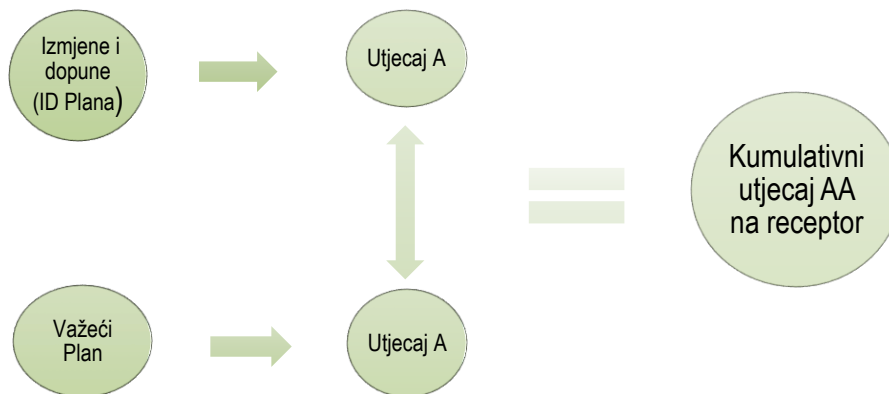 Izmjene i
dopune
(ID Plana)
Utjecaj A
Kumulativni
utjecaj AA
na receptor
Važeći
Plan
Utjecaj A